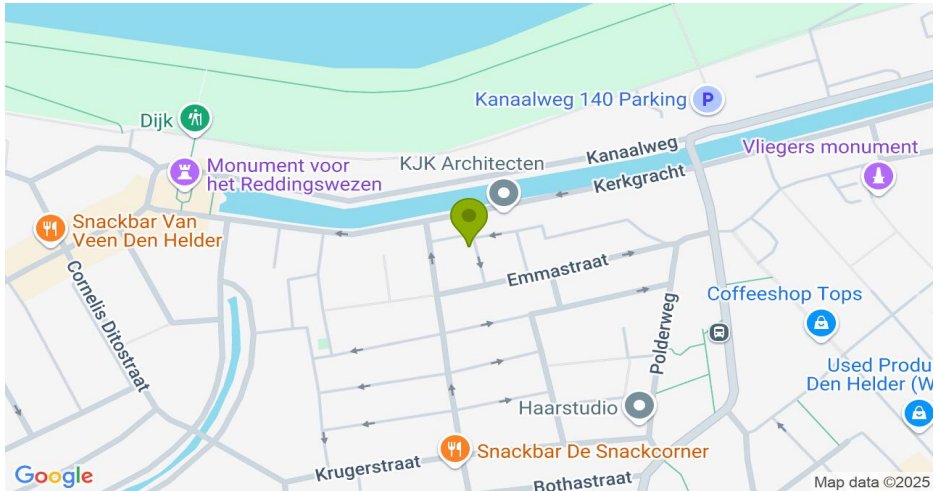 Kanaalweg 140 Parking
P
Dijk
Kanaalweg
Vliegers monument
KJK Architecten
Monument voor
het Reddingswezen
Kerkgracht
Snackbar Van
Veen Den Helder
Emmastraat
Cornelis Ditostraat
Coffeeshop Tops
Polderweg
Used Produ
Den Helder (W
Haarstudio
Snackbar De Snackcorner
Krugerstraat
Bothastraat
Google
Map data ©2025